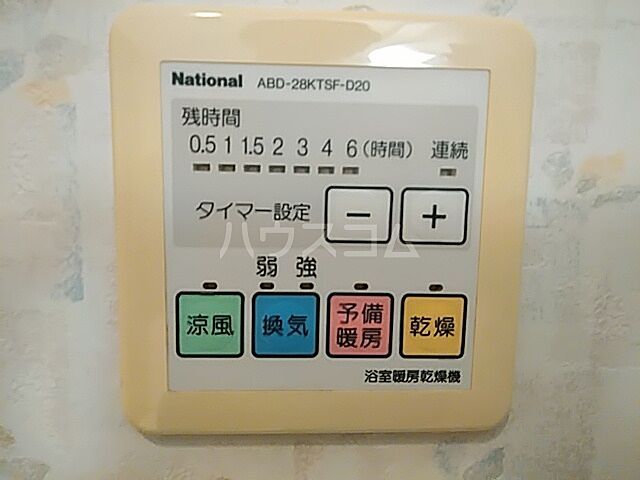 National ABD-28KTSF-D20
残時間
0.5 1 1.5 2 3 4 6 (時間) 連続
タイマー設定 − +
ハウスコム
弱 強
涼風 換気 予備暖房 乾燥
浴室暖房乾燥機